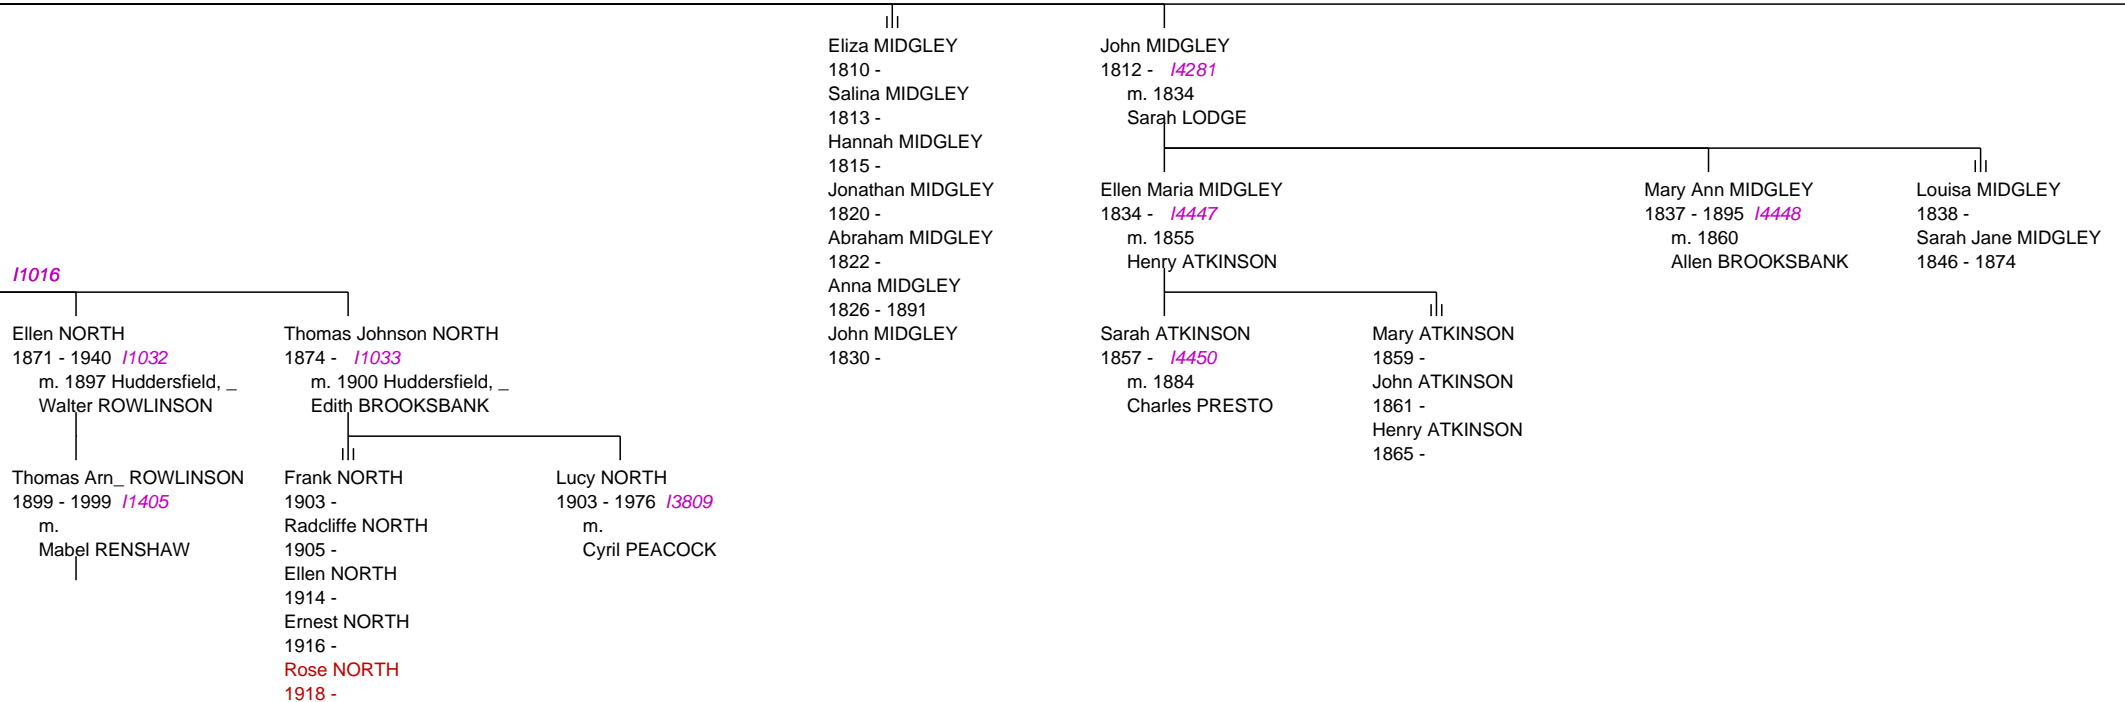 Eliza MIDGLEY
1810 -
Salina MIDGLEY
1813 -
Hannah MIDGLEY
1815 -
Jonathan MIDGLEY
1820 -
Abraham MIDGLEY
1822 -
Anna MIDGLEY
1826 - 1891
John MIDGLEY
1830 -
John MIDGLEY
1812 - I4281
m. 1834
Sarah LODGE
Ellen Maria MIDGLEY
1834 - I4447
m. 1855
Henry ATKINSON
Mary Ann MIDGLEY
1837 - 1895 I4448
m. 1860
Allen BROOKSBANK
Louisa MIDGLEY
1838 -
Sarah Jane MIDGLEY
1846 - 1874
I1016
Ellen NORTH
1871 - 1940 I1032
m. 1897 Huddersfield, _
Walter ROWLINSON
Thomas Johnson NORTH
1874 - I1033
m. 1900 Huddersfield, _
Edith BROOKSBANK
Sarah ATKINSON
1857 - I4450
m. 1884
Charles PRESTO
Mary ATKINSON
1859 -
John ATKINSON
1861 -
Henry ATKINSON
1865 -
Thomas Arn_ ROWLINSON
1899 - 1999 I1405
m.
Mabel RENSHAW
Frank NORTH
1903 -
Radcliffe NORTH
1905 -
Ellen NORTH
1914 -
Ernest NORTH
1916 -
Rose NORTH
1918 -
Lucy NORTH
1903 - 1976 I3809
m.
Cyril PEACOCK